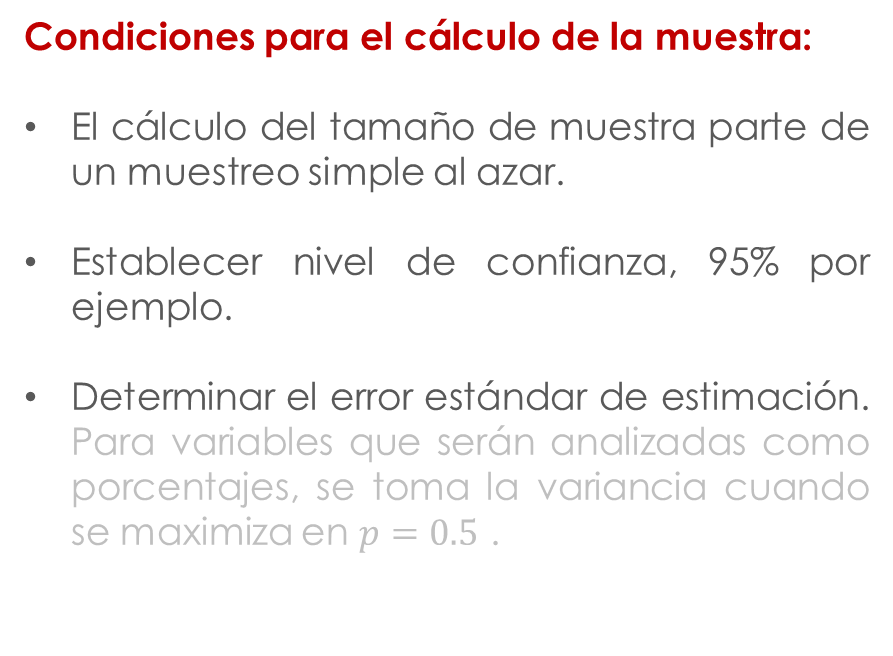 Condiciones para el cálculo de la muestra:
• El cálculo del tamaño de muestra parte de
un muestreo simple al azar.
• Establecer nivel de confianza, 95% por
ejemplo.
• Determinar el error estándar de estimación.
Para variables que serán analizadas como
porcentajes, se toma la variancia cuando
se maximiza en p = 0.5 .